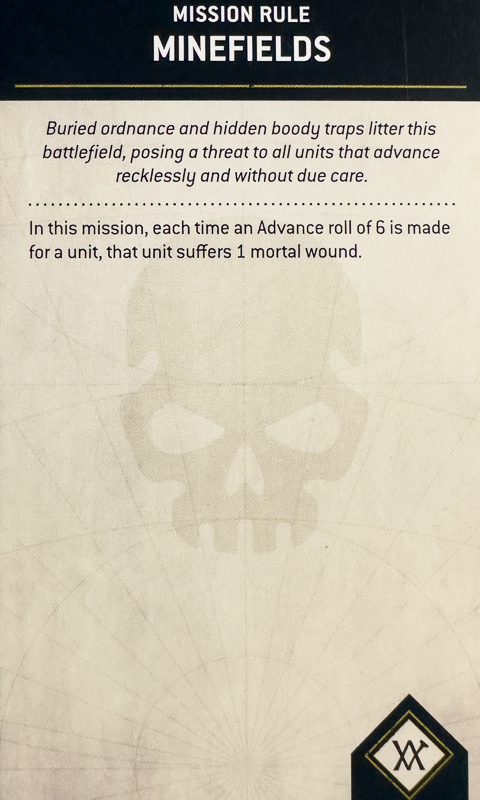 MISSION RULE
MINEFIELDS
Buried ordnance and hidden boody traps litter this
battlefield, posing a threat to all units that advance
recklessly and without due care.
In this mission, each time an Advance roll of 6 is made
for a unit, that unit suffers 1 mortal wound.